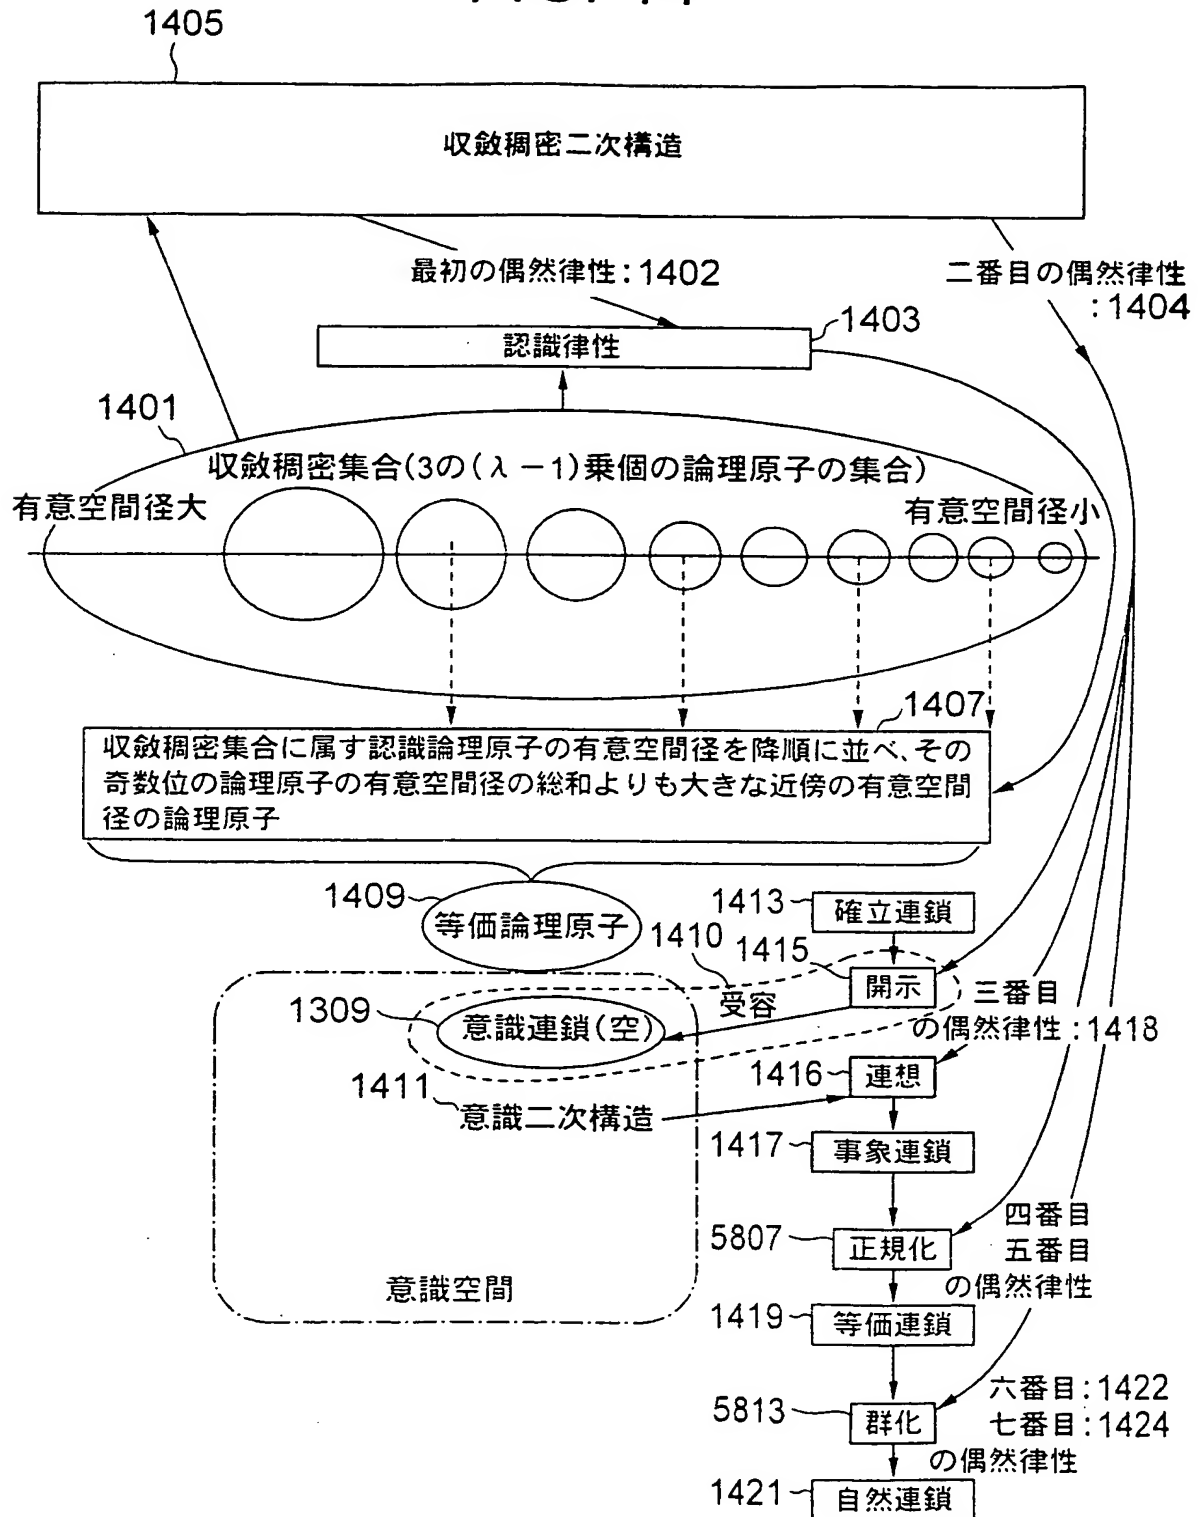 1405
収斂稠密二次構造
最初の偶然律性:1402
二番目の偶然律性
:1404
1403
認識律性
1401
収斂稠密集合(3の(λ-1)乗個の論理原子の集合)
有意空間径大
有意空間径小
1407
収斂稠密集合に属す認識論理原子の有意空間径を降順に並べ、その
奇数位の論理原子の有意空間径の総和よりも大きな近傍の有意空間
径の論理原子
1409
等価論理原子
1413
確立連鎖
1410
1415
開示
受容
1309
意識連鎖(空)
三番目
の偶然律性:1418
1416
連想
1411
意識二次構造
1417
事象連鎖
四番目
五番目
の偶然律性
5807
正規化
意識空間
1419
等価連鎖
六番目:1422
七番目:1424
の偶然律性
5813
群化
1421
自然連鎖